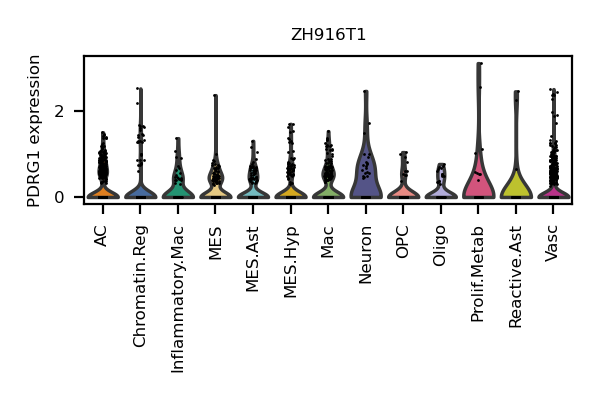 ZH916T1
PDRG1 expression
2
0
AC
Chromatin.Reg
Inflammatory.Mac
MES
MES.Ast
MES.Hyp
Mac
Neuron
OPC
Oligo
Prolif.Metab
Reactive.Ast
Vasc